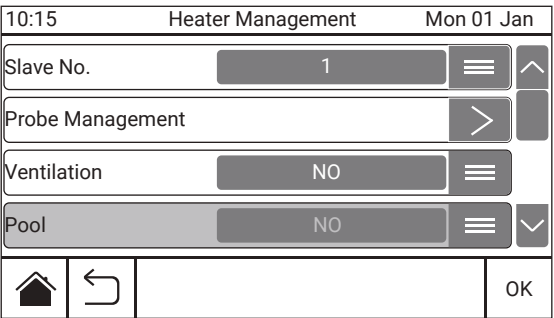 10:15 Heater Management Mon 01 Jan
Slave No. 1
Probe Management
Ventilation NO
Pool NO
OK